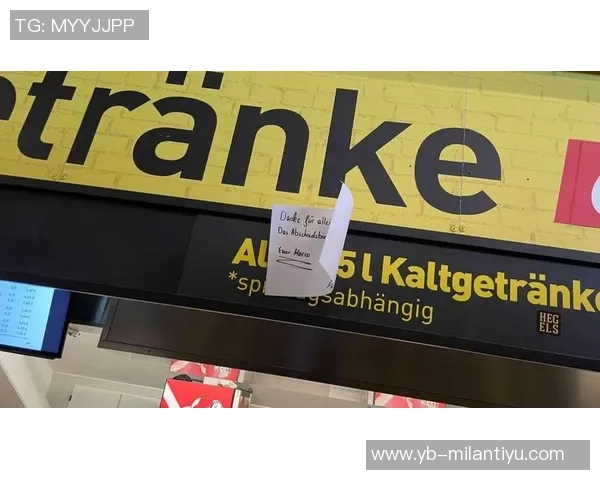 TG: MYYJJPP
etränke
Danke für alles
Das Abschiedsbier
Euer Marco
Al 5 l Kaltgetränke
*sp gsabhängig
HEG
ELS
www.yb-milantiyu.com